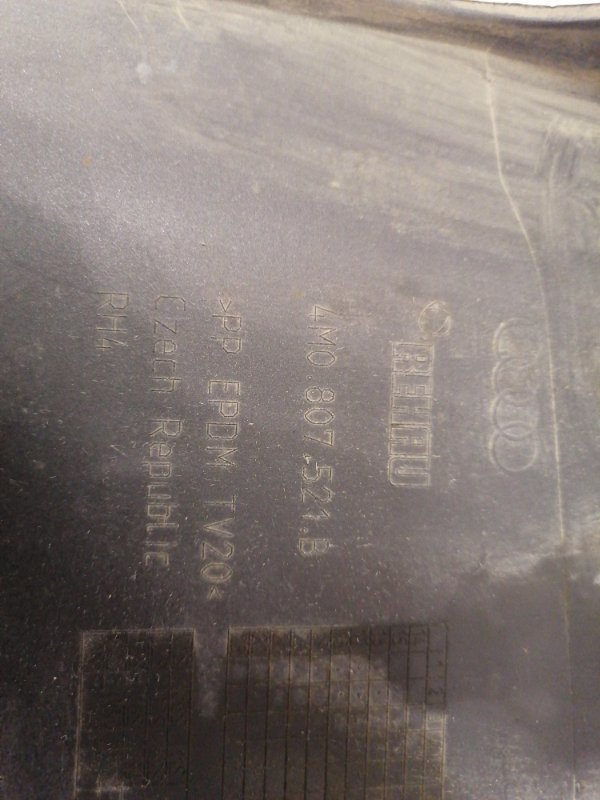 REHAU
4M0 807.521.B
>PP EPDM TV20<
Czech Republic
RH4